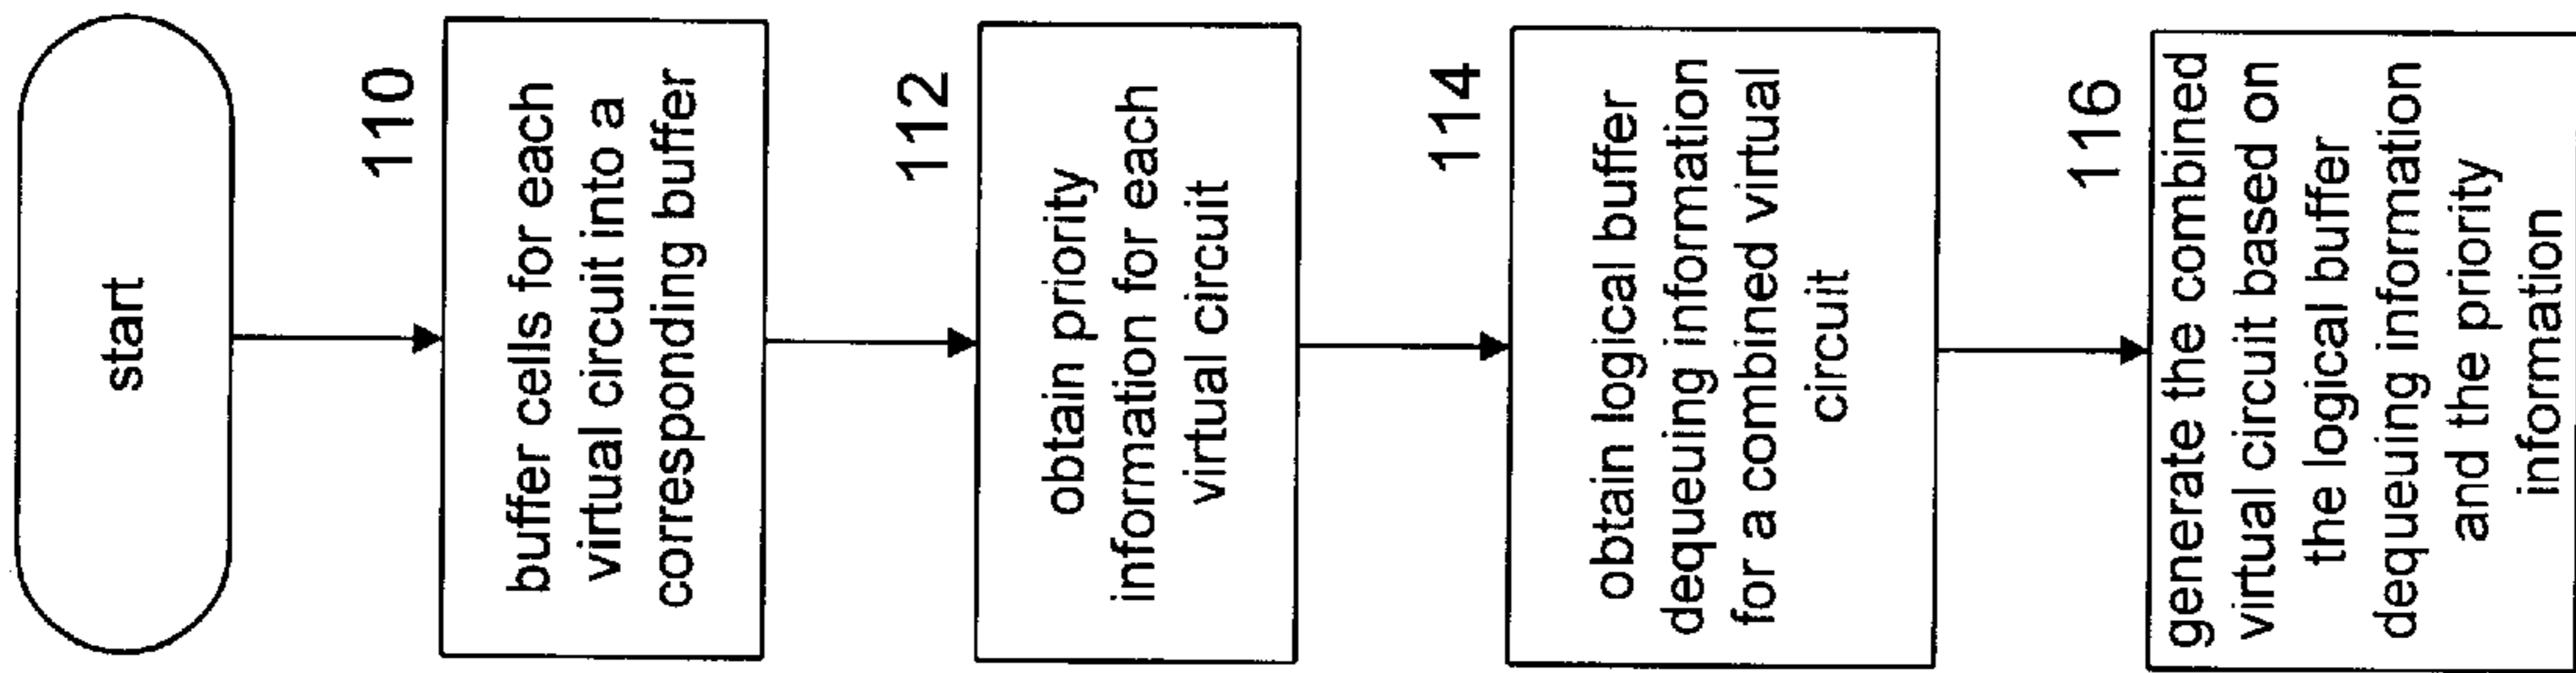 start
110
buffer cells for each
virtual circuit into a
corresponding buffer
112
obtain priority
information for each
virtual circuit
114
obtain logical buffer
dequeuing information
for a combined virtual
circuit
116
generate the combined
virtual circuit based on
the logical buffer
dequeuing information
and the priority
information